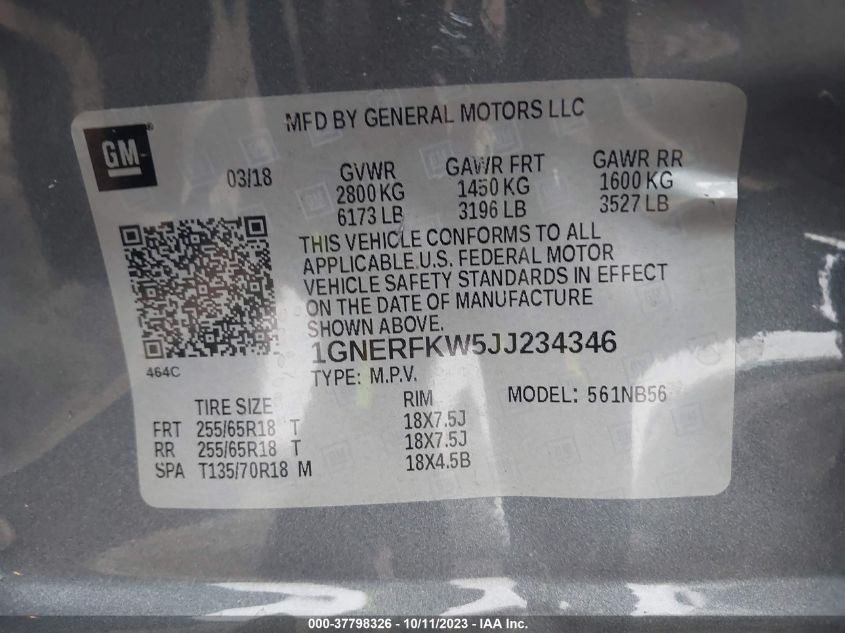 MFD BY GENERAL MOTORS LLC
GM
03/18
GVWR
2800 KG
6173 LB
GAWR FRT
1450 KG
3196 LB
GAWR RR
1600 KG
3527 LB
THIS VEHICLE CONFORMS TO ALL
APPLICABLE U.S. FEDERAL MOTOR
VEHICLE SAFETY STANDARDS IN EFFECT
ON THE DATE OF MANUFACTURE
SHOWN ABOVE.
464C
1GNERFKW5JJ234346
TYPE: M.P.V.
MODEL: 561NB56
TIRE SIZE RIM
FRT 255/65R18 T 18X7.5J
RR 255/65R18 T 18X7.5J
SPA T135/70R18 M 18X4.5B
000-37798326 - 10/11/2023 - IAA Inc.